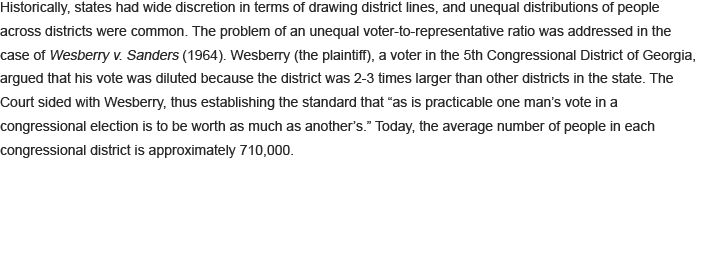 Historically, states had wide discretion in terms of drawing district lines, and unequal distributions of people
across districts were common. The problem of an unequal voter-to-representative ratio was addressed in the
case of Wesberry v. Sanders (1964). Wesberry (the plaintiff), a voter in the 5th Congressional District of Georgia,
argued that his vote was diluted because the district was 2-3 times larger than other districts in the state. The
Court sided with Wesberry, thus establishing the standard that “as is practicable one man’s vote in a
congressional election is to be worth as much as another’s.” Today, the average number of people in each
congressional district is approximately 710,000.